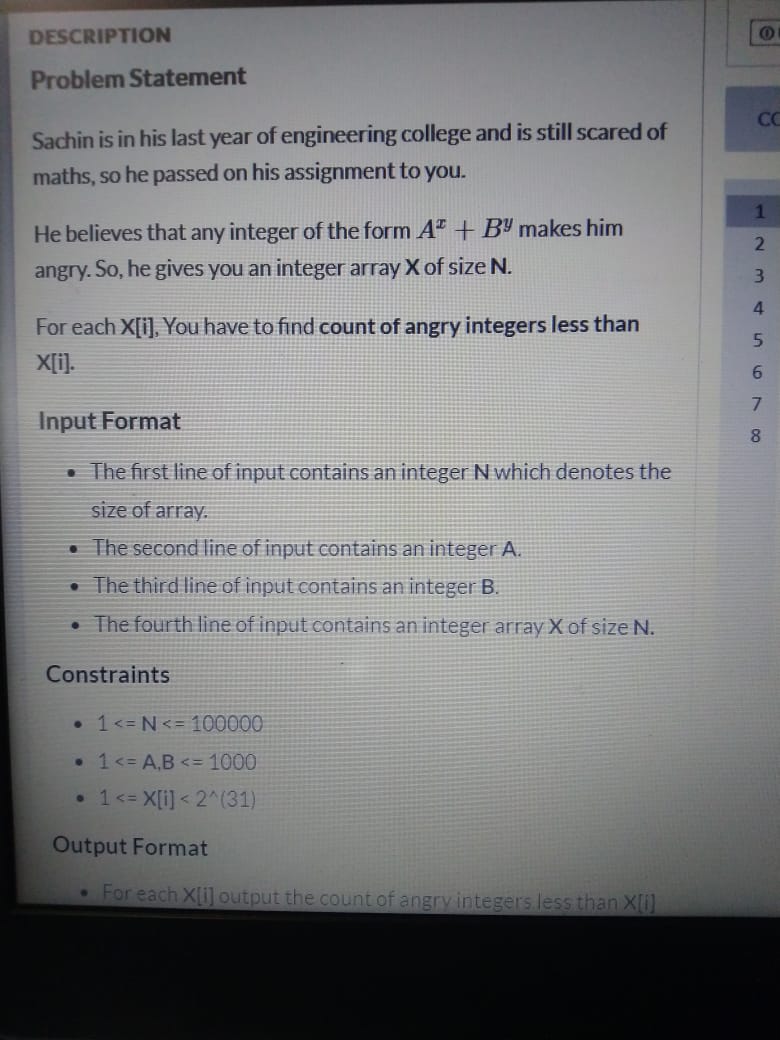 DESCRIPTION
Problem Statement
Sachin is in his last year of engineering college and is still scared of
maths, so he passed on his assignment to you.
He believes that any integer of the form A^x + B^y makes him
angry. So, he gives you an integer array X of size N.
For each X[i], You have to find count of angry integers less than
X[i].
Input Format
• The first line of input contains an integer N which denotes the
size of array.
• The second line of input contains an integer A.
• The third line of input contains an integer B.
• The fourth line of input contains an integer array X of size N.
Constraints
• 1 <= N <= 100000
• 1 <= A,B <= 1000
• 1 <= X[i] < 2^(31)
Output Format
• For each X[i] output the count of angry integers less than X[i]
1
2
3
4
5
6
7
8